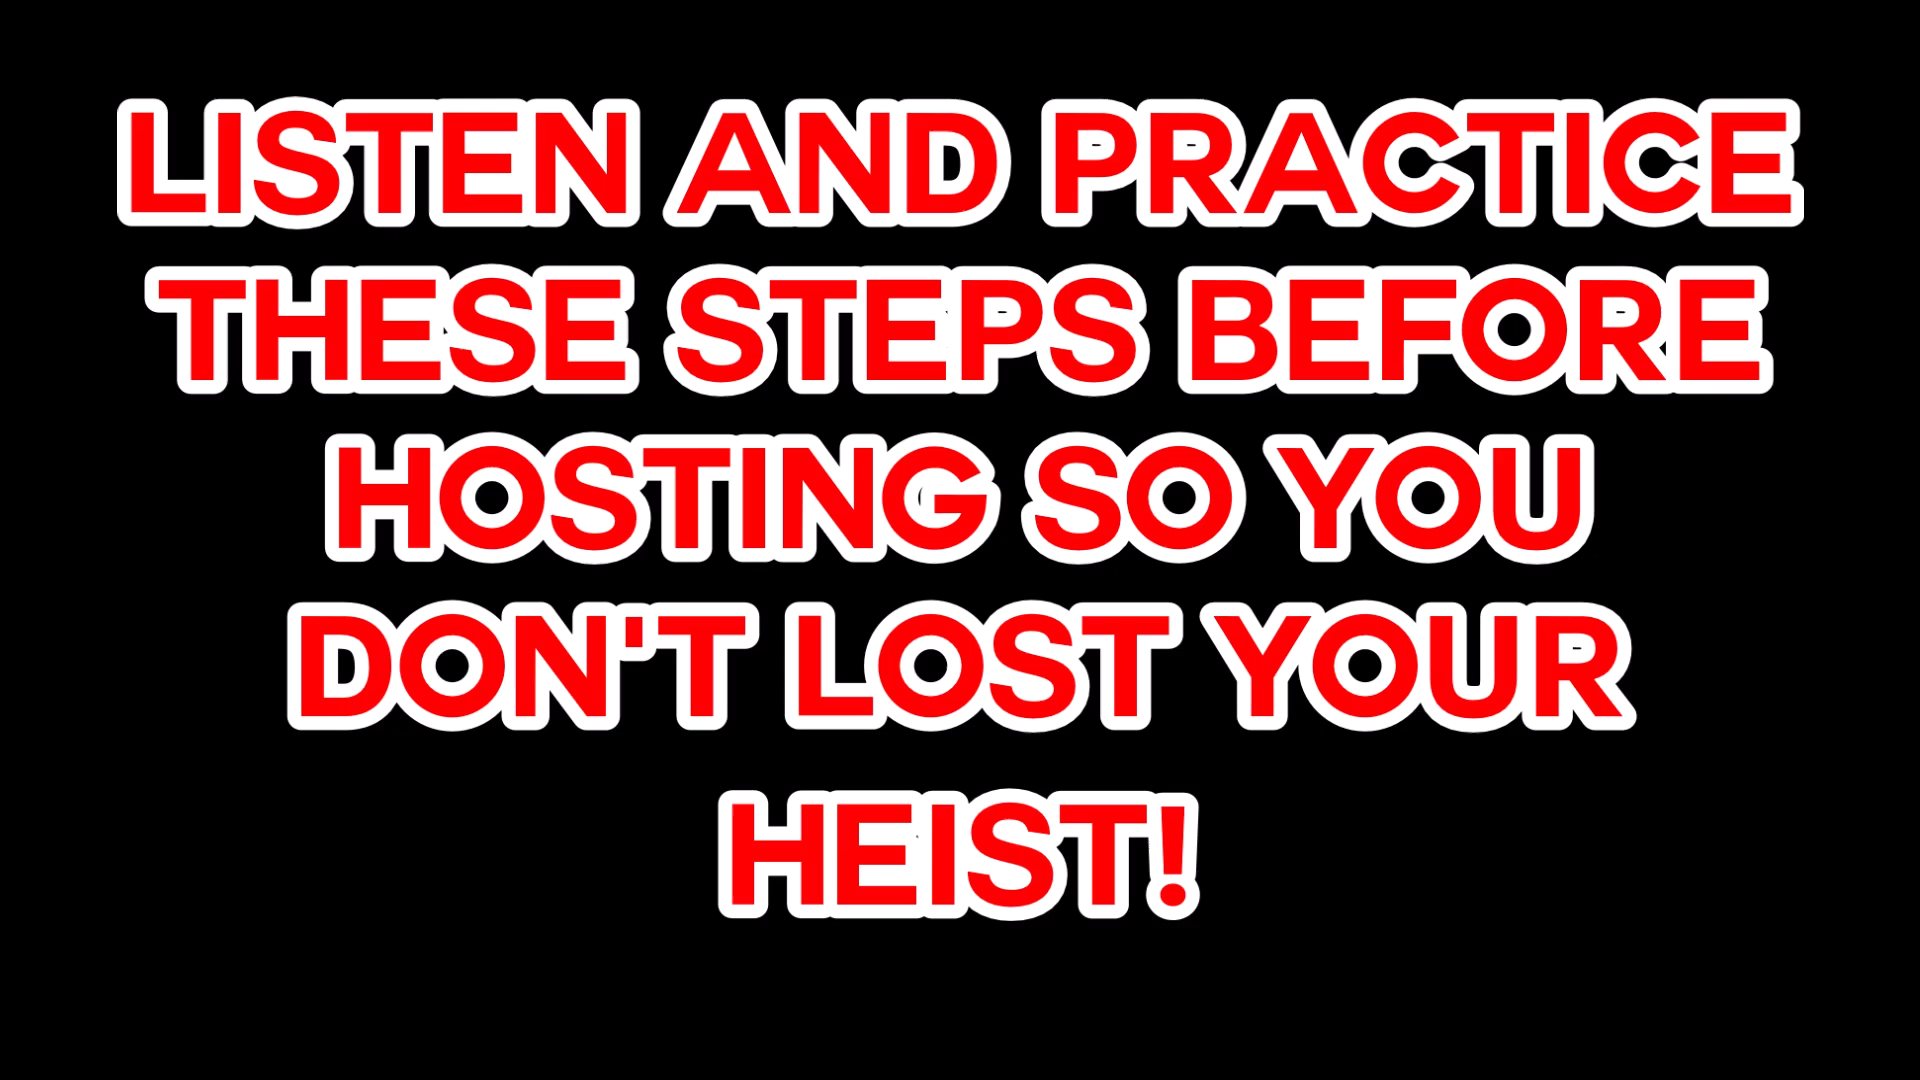 LISTEN AND PRACTICE
THESE STEPS BEFORE
HOSTING SO YOU
DON'T LOST YOUR
HEIST!